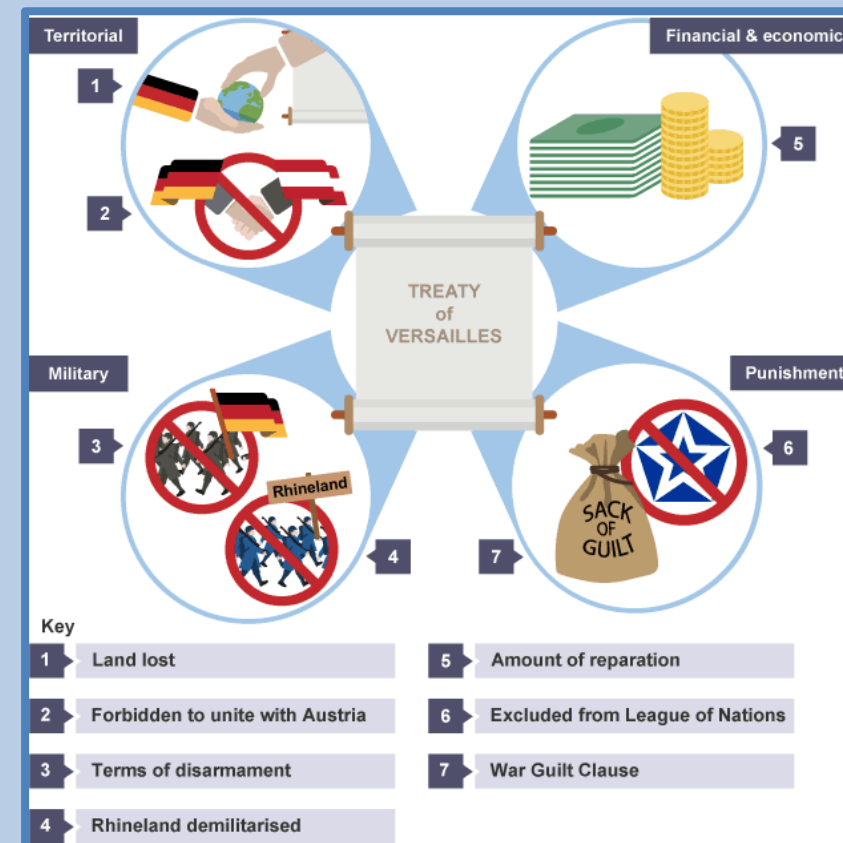 Territorial
Financial & economic
1
5
2
TREATY
of
VERSAILLES
Military
Punishment
3
6
Rhineland
SACK
OF
GUILT
4
7
Key
1 Land lost
5 Amount of reparation
2 Forbidden to unite with Austria
6 Excluded from League of Nations
3 Terms of disarmament
7 War Guilt Clause
4 Rhineland demilitarised